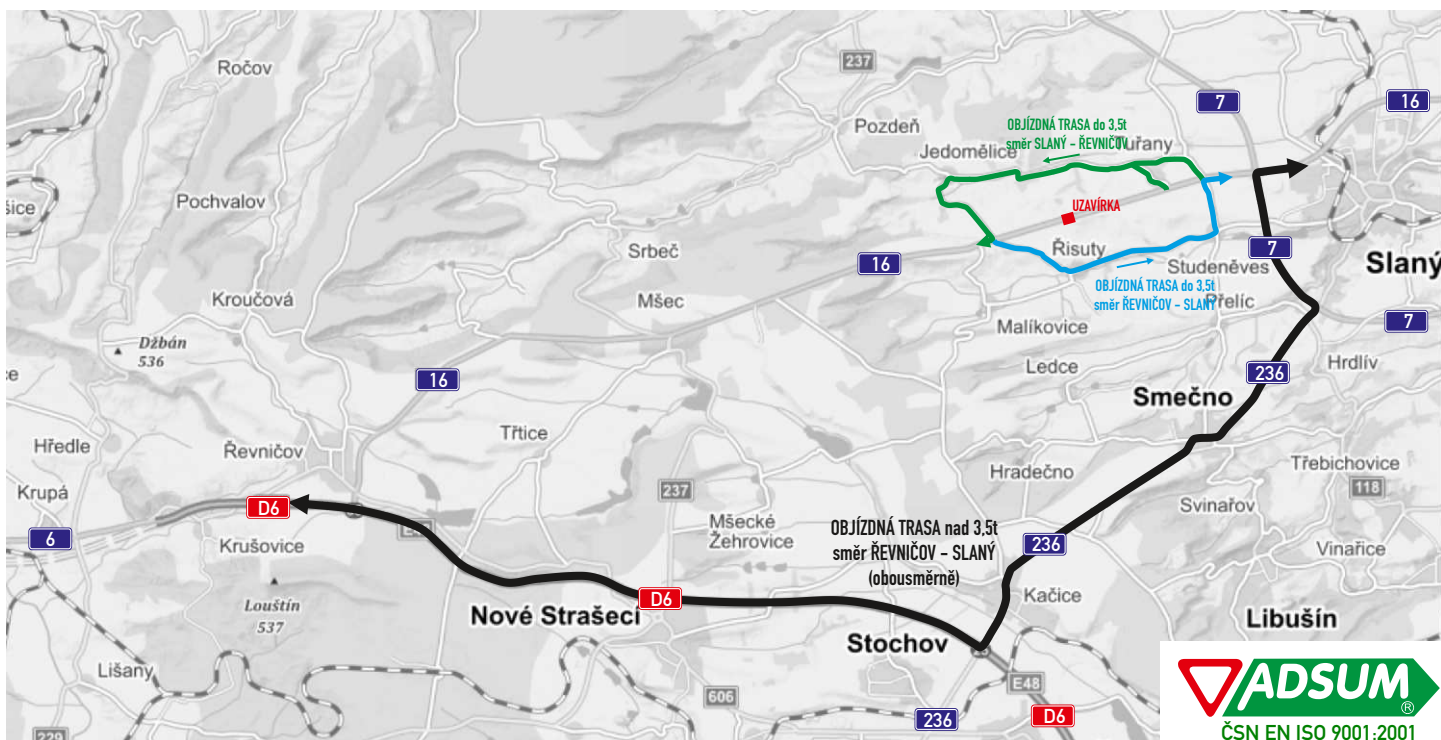 Ročov
237
7
16
Pozdeň
OBJÍZDNÁ TRASA do 3,5t
směr SLANÝ – ŘEVNIČOV
Jedomělice
Tuřany
šice
Pochvalov
UZAVÍRKA
Srbeč
Řisuty
7
16
Studeněves
Slaný
Mšec
OBJÍZDNÁ TRASA do 3,5t
směr ŘEVNIČOV – SLANÝ
Přelíc
Kroučová
Malíkovice
7
Džbán
536
Ledce
Hrdlív
ce
16
236
Smečno
Třtice
Hředle
Řevničov
Hradečno
Třebichovice
Krupá
237
118
Svinařov
D6
6
Mšecké
Žehrovice
OBJÍZDNÁ TRASA nad 3,5t
směr ŘEVNIČOV – SLANÝ
(obousměrně)
236
Krušovice
Vinařice
Kačice
D6
Louštín
537
Nové Strašecí
Libušín
Stochov
Lišany
E48
606
236
D6
229
ADSUM
®
ČSN EN ISO 9001:2001